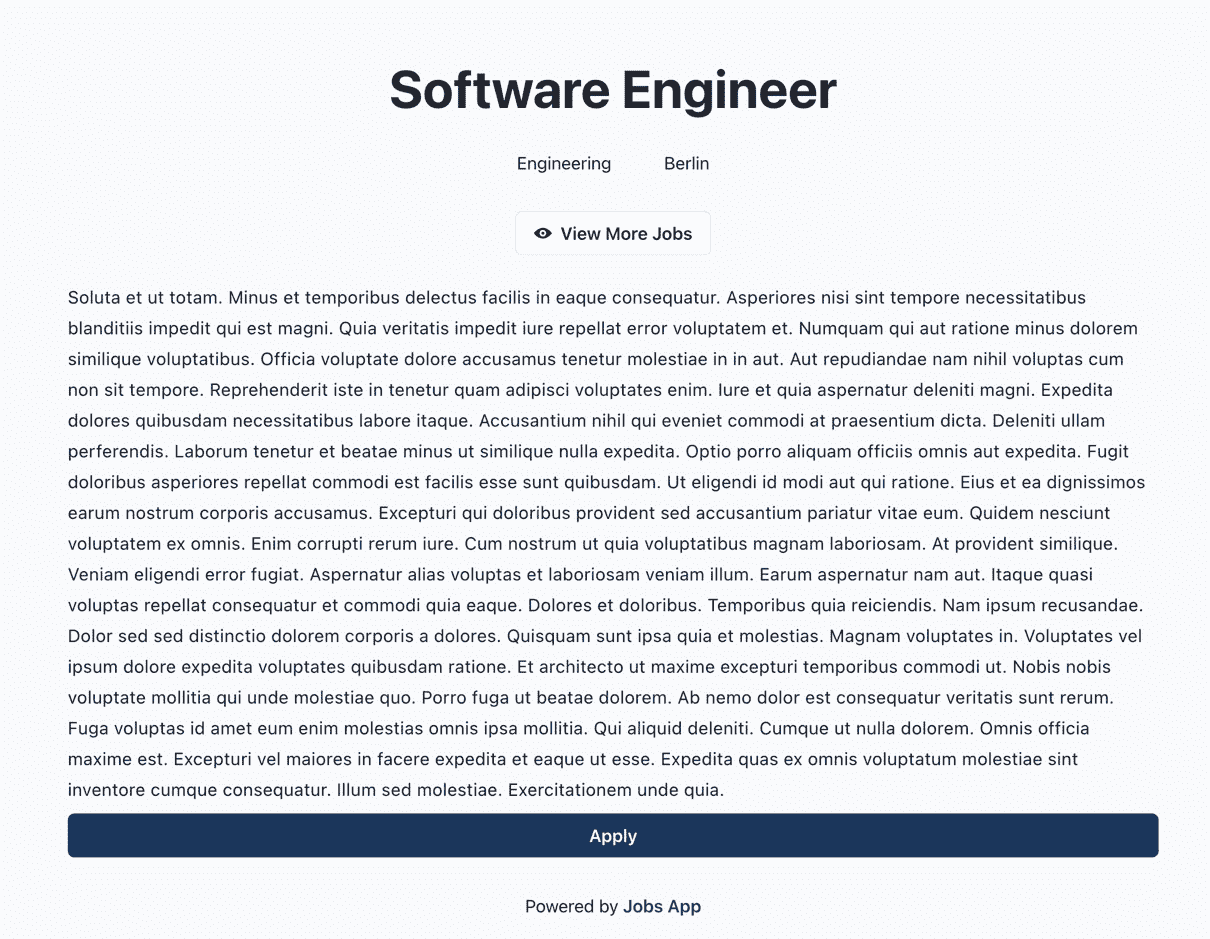 Software Engineer
Engineering Berlin
View More Jobs
Soluta et ut totam. Minus et temporibus delectus facilis in eaque consequatur. Asperiores nisi sint tempore necessitatibus
blanditiis impedit qui est magni. Quia veritatis impedit iure repellat error voluptatem et. Numquam qui aut ratione minus dolorem
similique voluptatibus. Officia voluptate dolore accusamus tenetur molestiae in in aut. Aut repudiandae nam nihil voluptas cum
non sit tempore. Reprehenderit iste in tenetur quam adipisci voluptates enim. Iure et quia aspernatur deleniti magni. Expedita
dolores quibusdam necessitatibus labore itaque. Accusantium nihil qui eveniet commodi at praesentium dicta. Deleniti ullam
perferendis. Laborum tenetur et beatae minus ut similique nulla expedita. Optio porro aliquam officiis omnis aut expedita. Fugit
doloribus asperiores repellat commodi est facilis esse sunt quibusdam. Ut eligendi id modi aut qui ratione. Eius et ea dignissimos
earum nostrum corporis accusamus. Excepturi qui doloribus provident sed accusantium pariatur vitae eum. Quidem nesciunt
voluptatem ex omnis. Enim corrupti rerum iure. Cum nostrum ut quia voluptatibus magnam laboriosam. At provident similique.
Veniam eligendi error fugiat. Aspernatur alias voluptas et laboriosam veniam illum. Earum aspernatur nam aut. Itaque quasi
voluptas repellat consequatur et commodi quia eaque. Dolores et doloribus. Temporibus quia reiciendis. Nam ipsum recusandae.
Dolor sed sed distinctio dolorem corporis a dolores. Quisquam sunt ipsa quia et molestias. Magnam voluptates in. Voluptates vel
ipsum dolore expedita voluptates quibusdam ratione. Et architecto ut maxime excepturi temporibus commodi ut. Nobis nobis
voluptate mollitia qui unde molestiae quo. Porro fuga ut beatae dolorem. Ab nemo dolor est consequatur veritatis sunt rerum.
Fuga voluptas id amet eum enim molestias omnis ipsa mollitia. Qui aliquid deleniti. Cumque ut nulla dolorem. Omnis officia
maxime est. Excepturi vel maiores in facere expedita et eaque ut esse. Expedita quas ex omnis voluptatum molestiae sint
inventore cumque consequatur. Illum sed molestiae. Exercitationem unde quia.
Apply
Powered by Jobs App